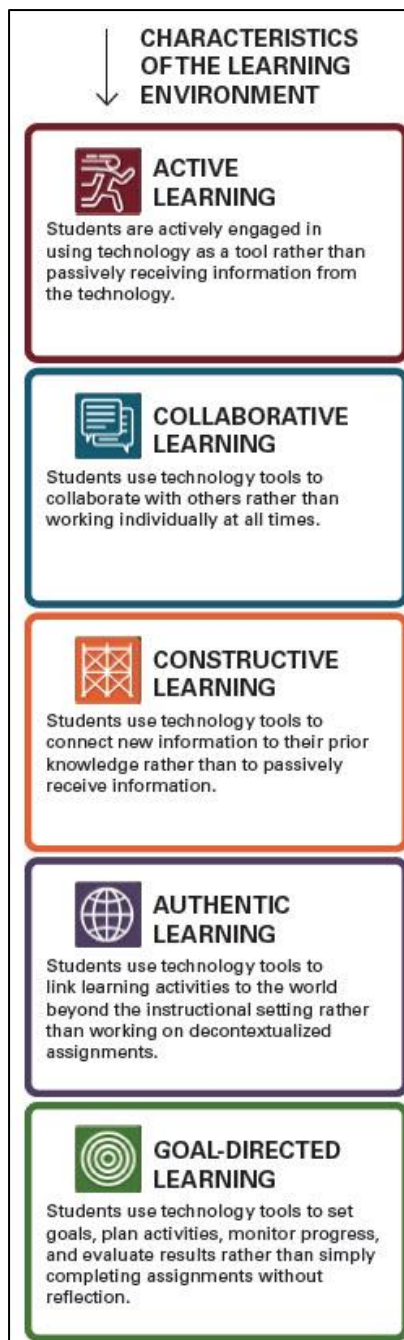 CHARACTERISTICS
OF THE LEARNING
ENVIRONMENT
ACTIVE
LEARNING
Students are actively engaged in
using technology as a tool rather than
passively receiving information from
the technology.
COLLABORATIVE
LEARNING
Students use technology tools to
collaborate with others rather than
working individually at all times.
CONSTRUCTIVE
LEARNING
Students use technology tools to
connect new information to their prior
knowledge rather than to passively
receive information.
AUTHENTIC
LEARNING
Students use technology tools to
link learning activities to the world
beyond the instructional setting rather
than working on decontextualized
assignments.
GOAL-DIRECTED
LEARNING
Students use technology tools to set
goals, plan activities, monitor progress,
and evaluate results rather than simply
completing assignments without
reflection.